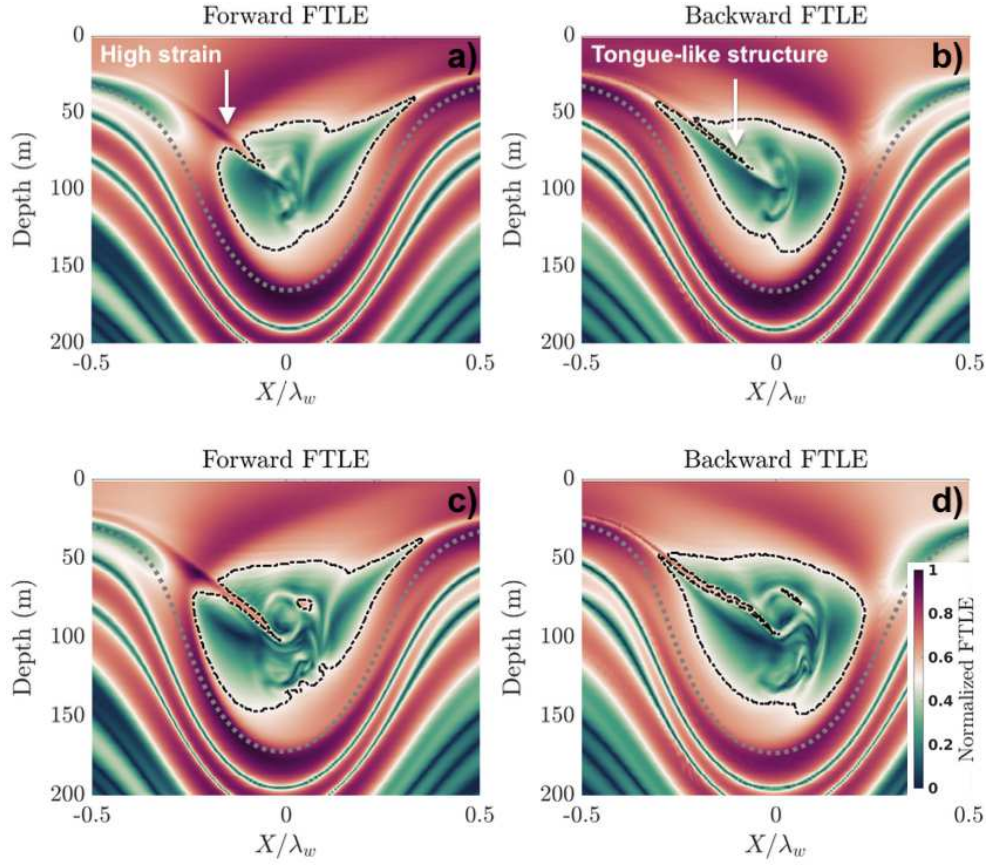 Forward FTLE
Backward FTLE
High strain
a)
Tongue-like structure
b)
0
50
100
150
200
Depth (m)
-0.5
0
0.5
X/λ_w
0
50
100
150
200
Depth (m)
-0.5
0
0.5
X/λ_w
Forward FTLE
Backward FTLE
c)
d)
0
50
100
150
200
Depth (m)
-0.5
0
0.5
X/λ_w
0
50
100
150
200
Depth (m)
-0.5
0
0.5
X/λ_w
1
0.8
0.6
0.4
0.2
0
Normalized FTLE